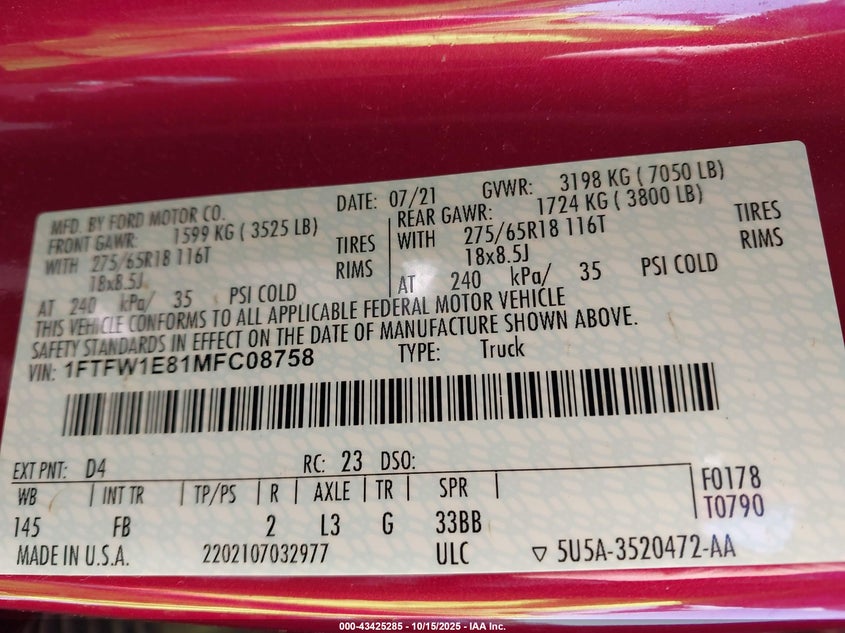 MFD. BY FORD MOTOR CO.
DATE: 07/21 GVWR: 3198 KG ( 7050 LB)
FRONT GAWR: 1599 KG ( 3525 LB)
REAR GAWR: 1724 KG ( 3800 LB)
WITH 275/65R18 116T TIRES
WITH 275/65R18 116T TIRES
18x8.5J RIMS
18x8.5J RIMS
AT 240 kPa/ 35 PSI COLD
AT 240 kPa/ 35 PSI COLD
THIS VEHICLE CONFORMS TO ALL APPLICABLE FEDERAL MOTOR VEHICLE
SAFETY STANDARDS IN EFFECT ON THE DATE OF MANUFACTURE SHOWN ABOVE.
VIN: 1FTFW1E81MFC08758 TYPE: Truck
EXT PNT: D4 RC: 23 DSO:
WB INT TR TP/PS R AXLE TR SPR
F0178
T0790
145 FB 2 L3 G 33BB
MADE IN U.S.A. 2202107032977 ULC ▽ 5U5A-3520472-AA
000-43425285 - 10/15/2025 - IAA Inc.